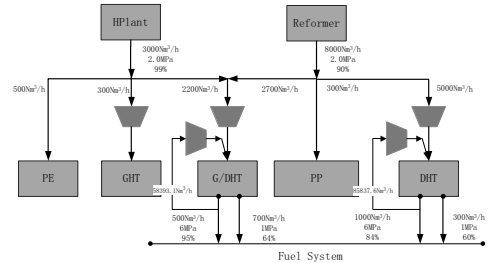 HPlant
Reformer
3000Nm³/h
2.0MPa
99%
8000Nm³/h
2.0MPa
90%
500Nm³/h
300Nm³/h
2200Nm³/h
2700Nm³/h
300Nm³/h
5000Nm³/h
PE
GHT
G/DHT
PP
DHT
58393.1Nm³/h
85837.6Nm³/h
500Nm³/h
6MPa
95%
700Nm³/h
1MPa
64%
1000Nm³/h
6MPa
84%
300Nm³/h
1MPa
60%
Fuel System